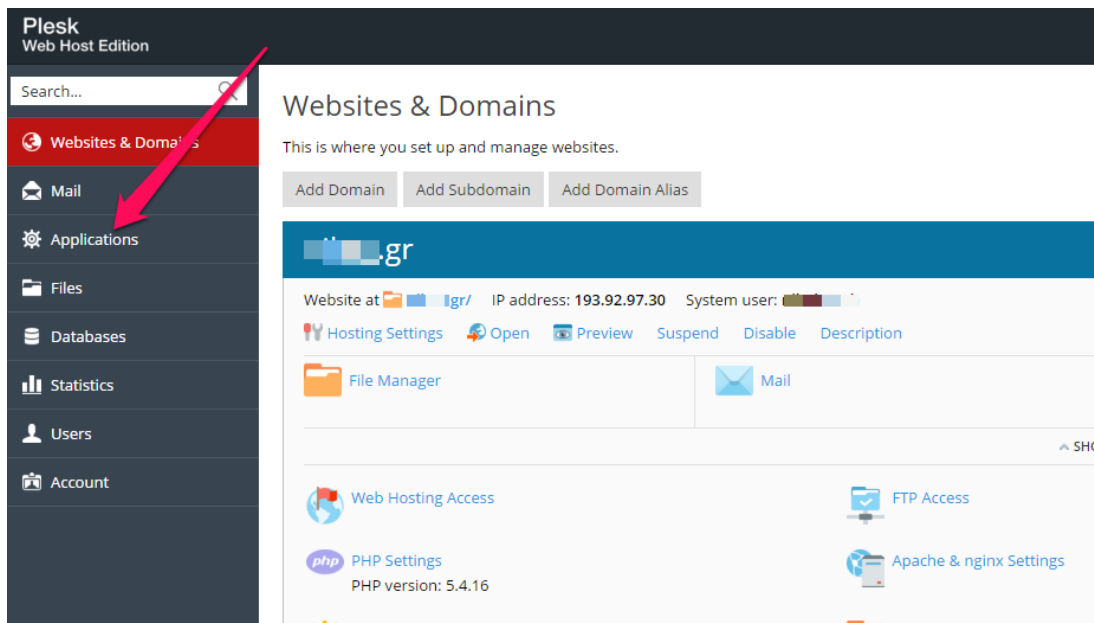 Plesk
Web Host Edition
Search...
Websites & Domains
Mail
Applications
Files
Databases
Statistics
Users
Account
Websites & Domains
This is where you set up and manage websites.
Add Domain Add Subdomain Add Domain Alias
.gr
Website at gr/ IP address: 193.92.97.30 System user:
Hosting Settings Open Preview Suspend Disable Description
File Manager Mail
Web Hosting Access FTP Access
php PHP Settings Apache & nginx Settings
PHP version: 5.4.16